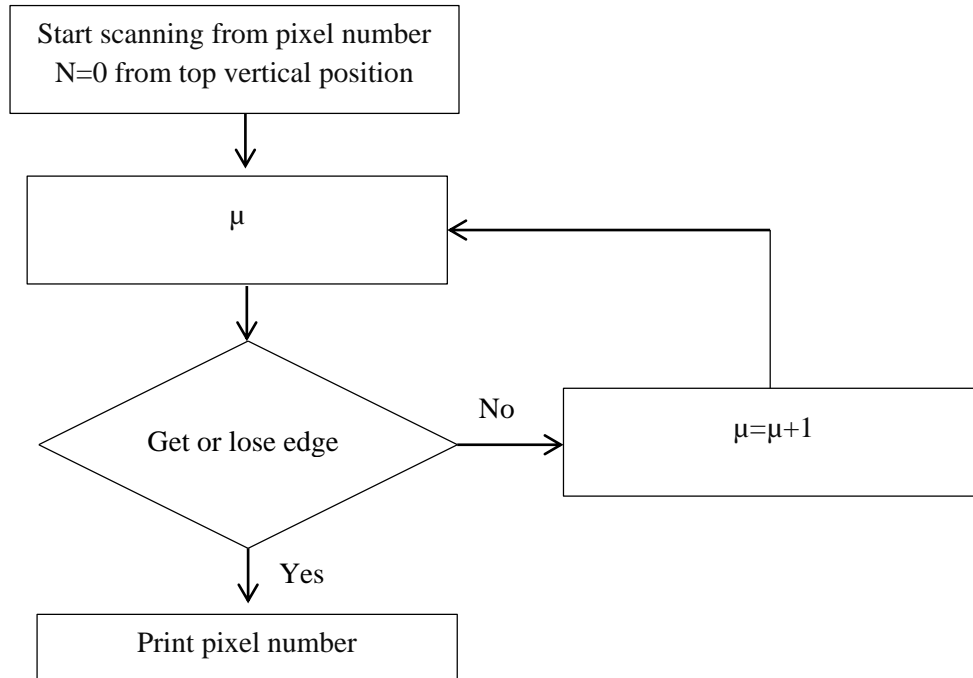 Start scanning from pixel number
N=0 from top vertical position
µ
Get or lose edge
No
µ=µ+1
Yes
Print pixel number